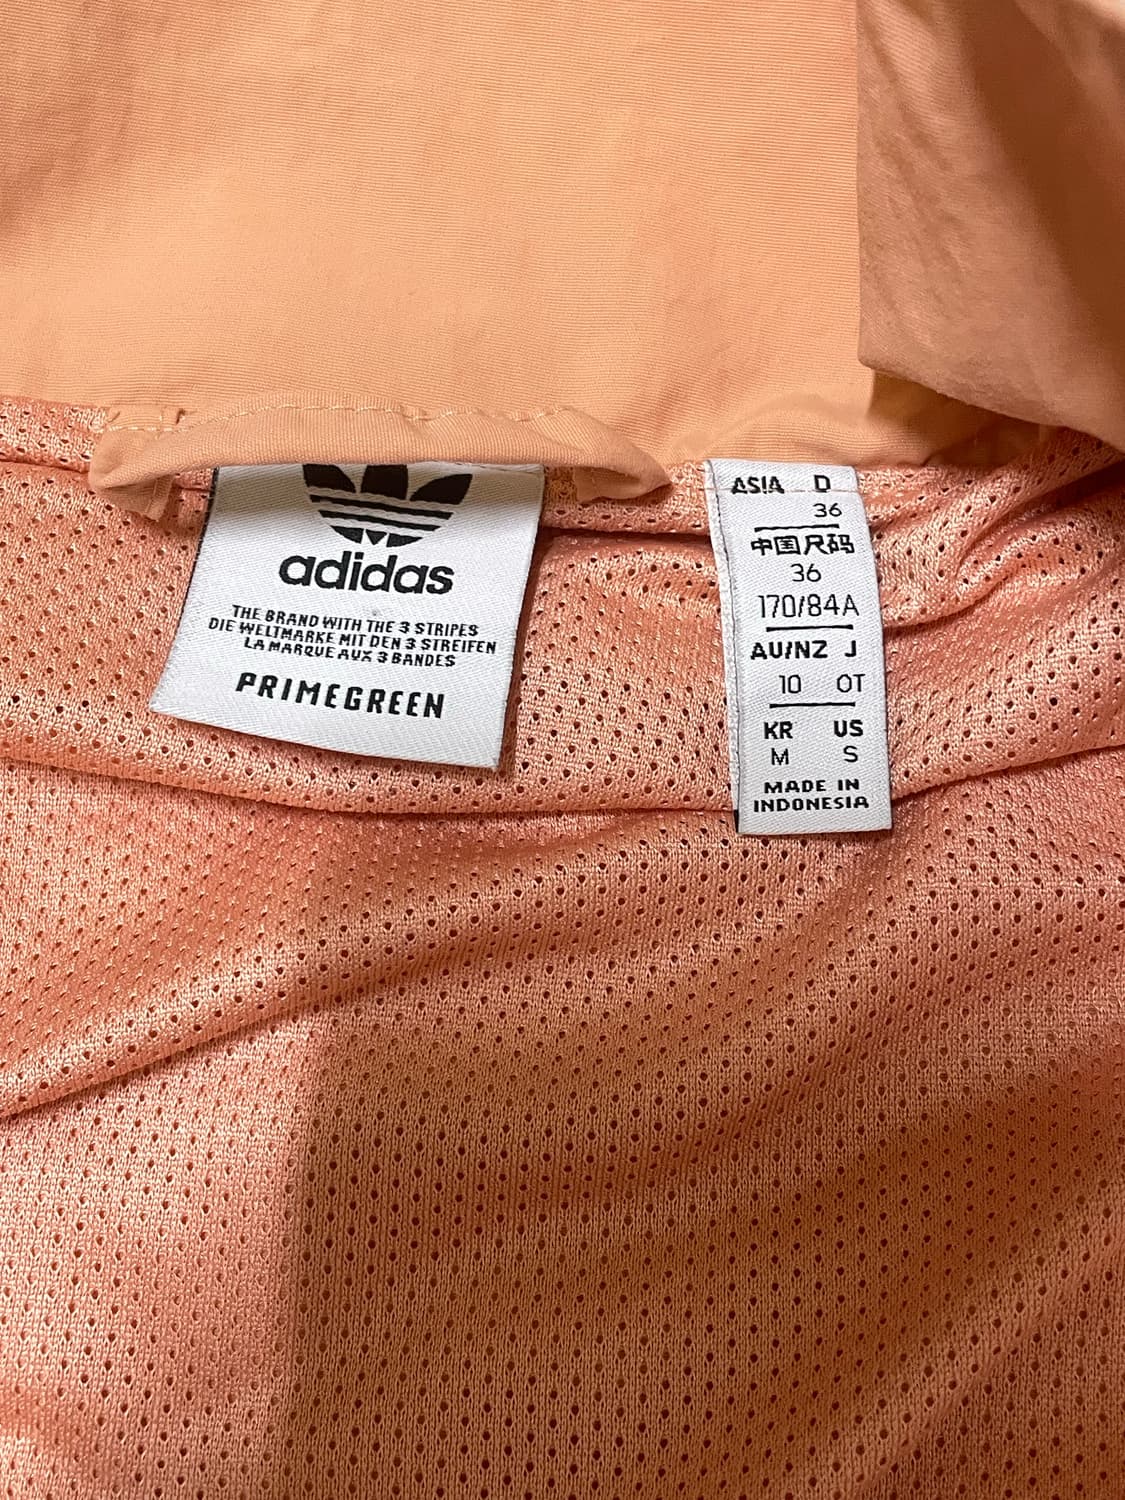 adidas
THE BRAND WITH THE 3 STRIPES
DIE WELTMARKE MIT DEN 3 STREIFEN
LA MARQUE AUX 3 BANDES
PRIMEGREEN
ASIA D
36
中国尺码
36
170/84A
AU/NZ J
10 OT
KR US
M S
MADE IN
INDONESIA